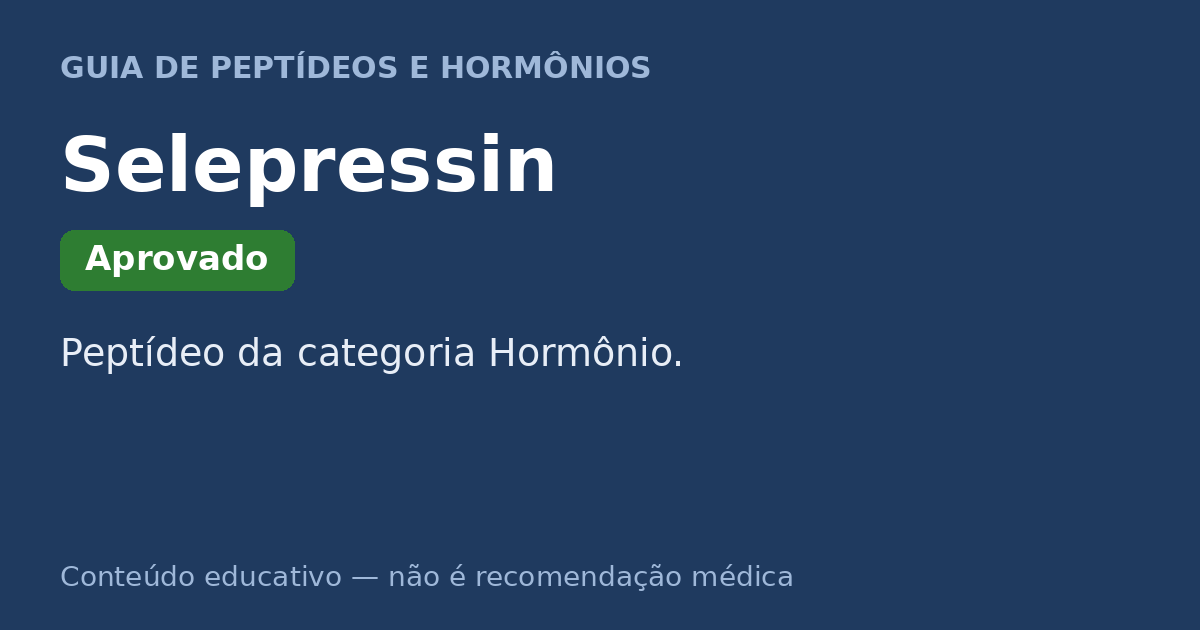 GUIA DE PEPTÍDEOS E HORMÔNIOS
Selepressin
Aprovado
Peptídeo da categoria Hormônio.
Conteúdo educativo — não é recomendação médica